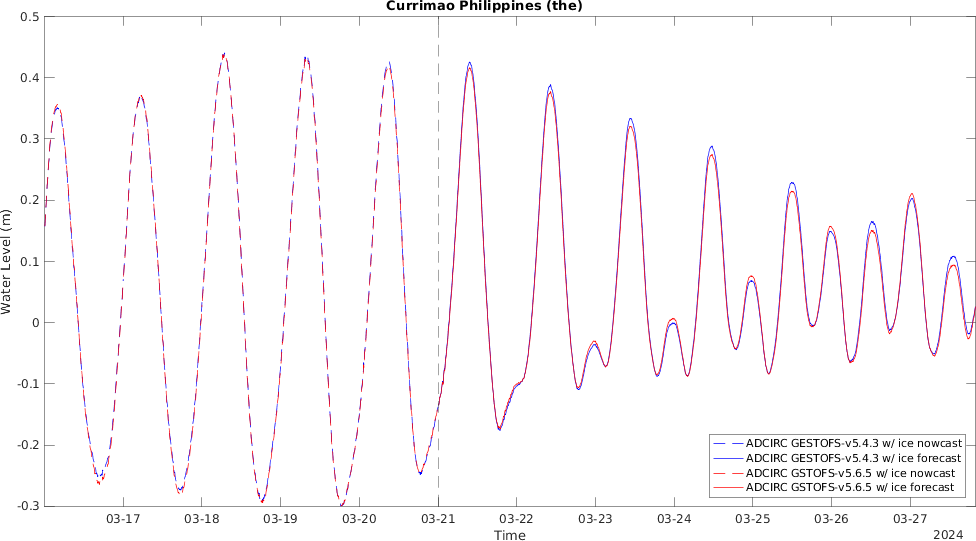 Currimao Philippines (the)
0.5
0.4
0.3
0.2
0.1
0
-0.1
-0.2
-0.3
Water Level (m)
ADCIRC GESTOFS-v5.4.3 w/ ice nowcast
ADCIRC GESTOFS-v5.4.3 w/ ice forecast
ADCIRC GSTOFS-v5.6.5 w/ ice nowcast
ADCIRC GSTOFS-v5.6.5 w/ ice forecast
03-17 03-18 03-19 03-20 03-21 03-22 03-23 03-24 03-25 03-26 03-27
Time
2024